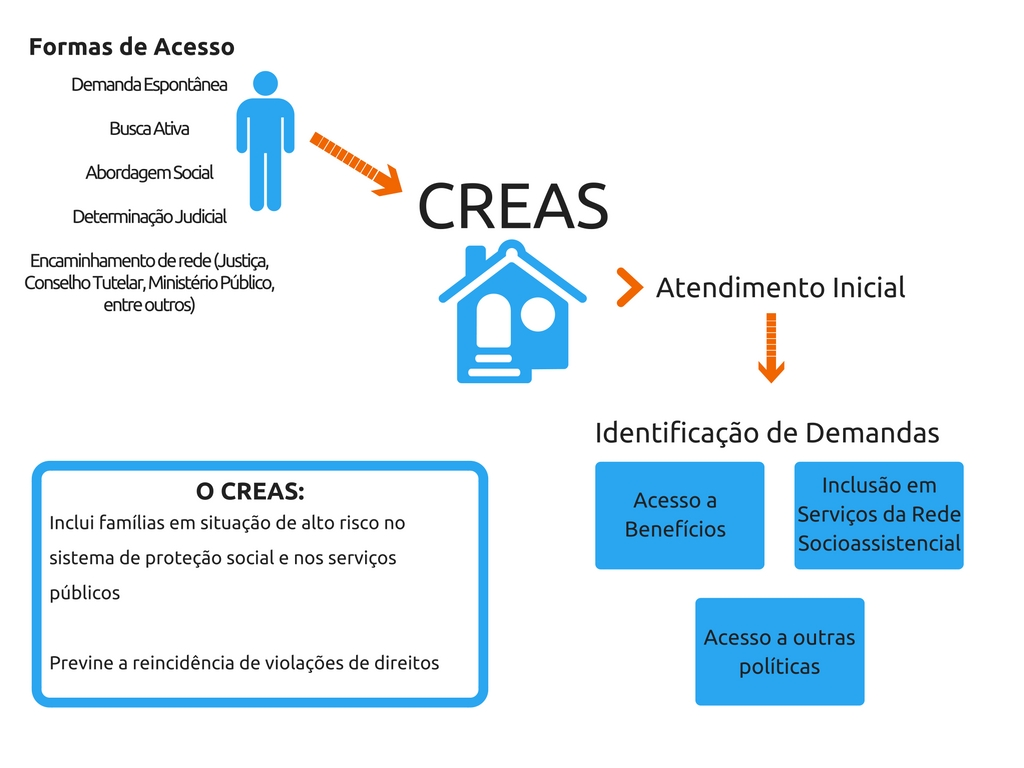 Formas de Acesso
Demanda Espontânea
Busca Ativa
Abordagem Social
Determinação Judicial
Encaminhamento de rede (Justiça,
Conselho Tutelar, Ministério Público,
entre outros)
CREAS
Atendimento Inicial
Identificação de Demandas
Acesso a
Benefícios
Inclusão em
Serviços da Rede
Socioassistencial
Acesso a outras
políticas
O CREAS:
Inclui famílias em situação de alto risco no
sistema de proteção social e nos serviços
públicos
Previne a reincidência de violações de direitos